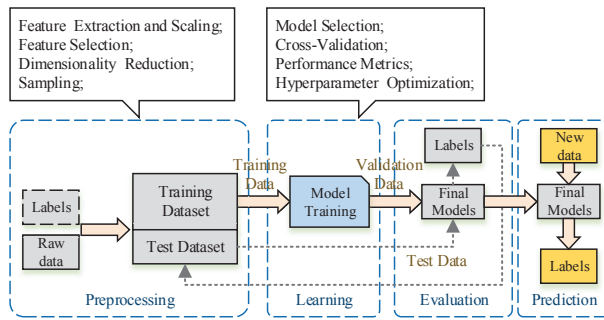 Feature Extraction and Scaling;
Feature Selection;
Dimensionality Reduction;
Sampling;
Model Selection;
Cross-Validation;
Performance Metrics;
Hyperparameter Optimization;
Labels
Raw
data
Training
Dataset
Test Dataset
Preprocessing
Training
Data
Model
Training
Learning
Validation
Data
Labels
Final
Models
Test Data
Evaluation
New
data
Final
Models
Labels
Prediction